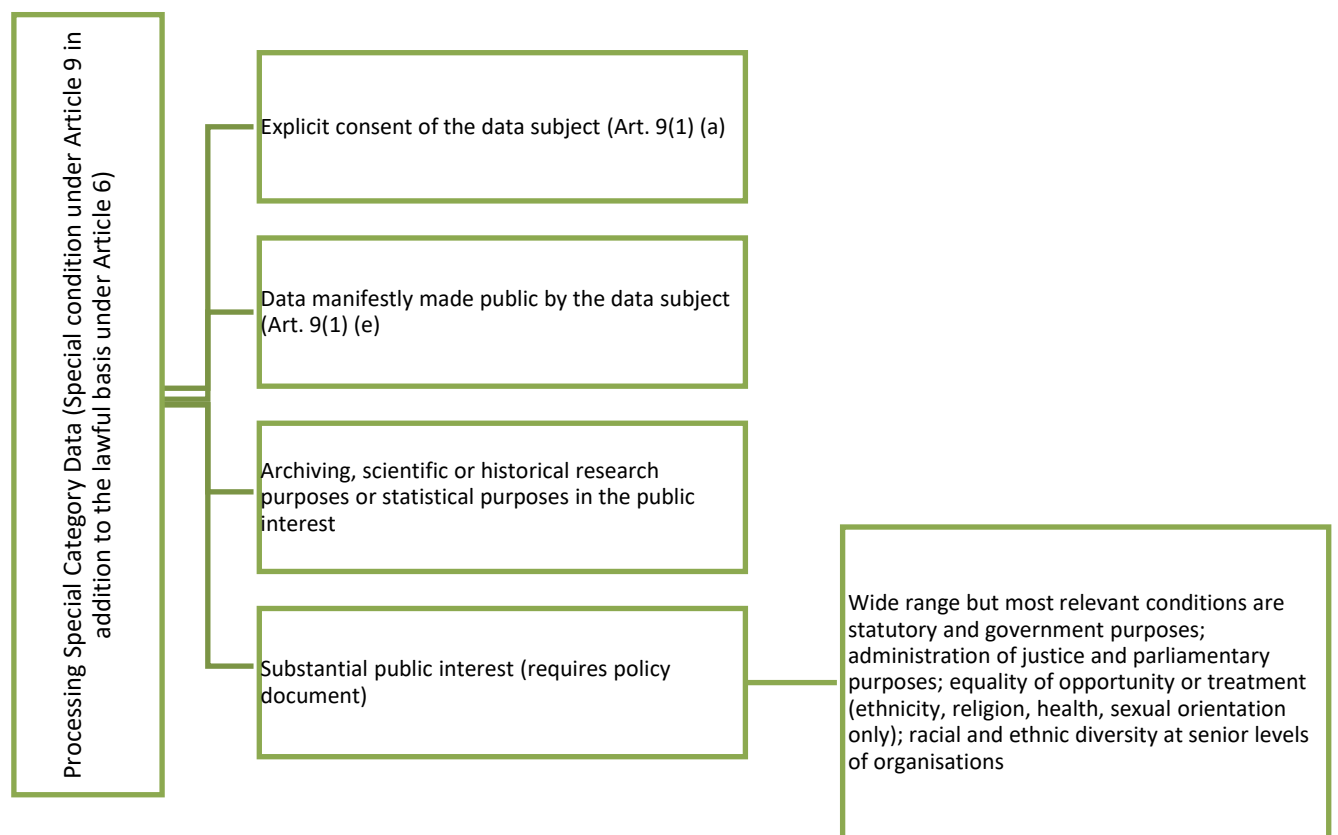 Processing Special Category Data (Special condition under Article 9 in
addition to the lawful basis under Article 6)
Explicit consent of the data subject (Art. 9(1) (a)
Data manifestly made public by the data subject
(Art. 9(1) (e)
Archiving, scientific or historical research
purposes or statistical purposes in the public
interest
Substantial public interest (requires policy
document)
Wide range but most relevant conditions are
statutory and government purposes;
administration of justice and parliamentary
purposes; equality of opportunity or treatment
(ethnicity, religion, health, sexual orientation
only); racial and ethnic diversity at senior levels
of organisations